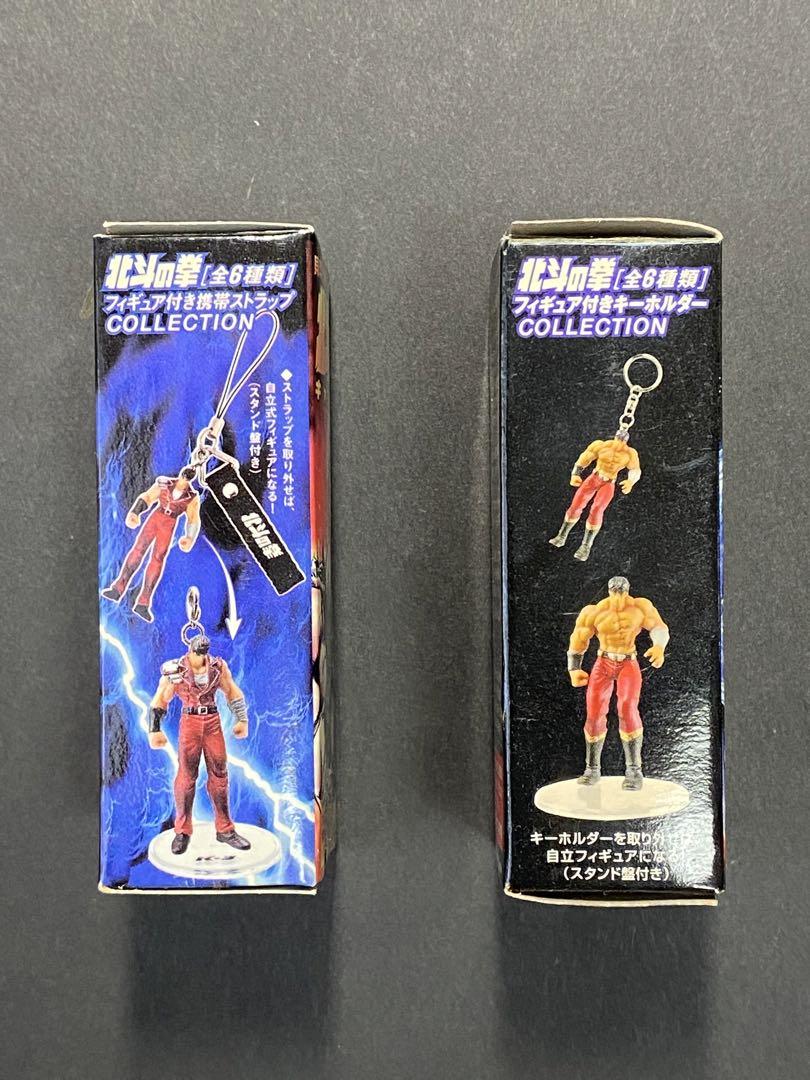 北斗の拳[全6種類]
フィギュア付き携帯ストラップ
COLLECTION
◆ストラップを取り外せば、
自立式フィギュアになる!
(スタンド盤付き)
北斗の拳
北斗の拳[全6種類]
フィギュア付きキーホルダー
COLLECTION
キーホルダーを取り外せば
自立フィギュアになる
(スタンド盤付き)